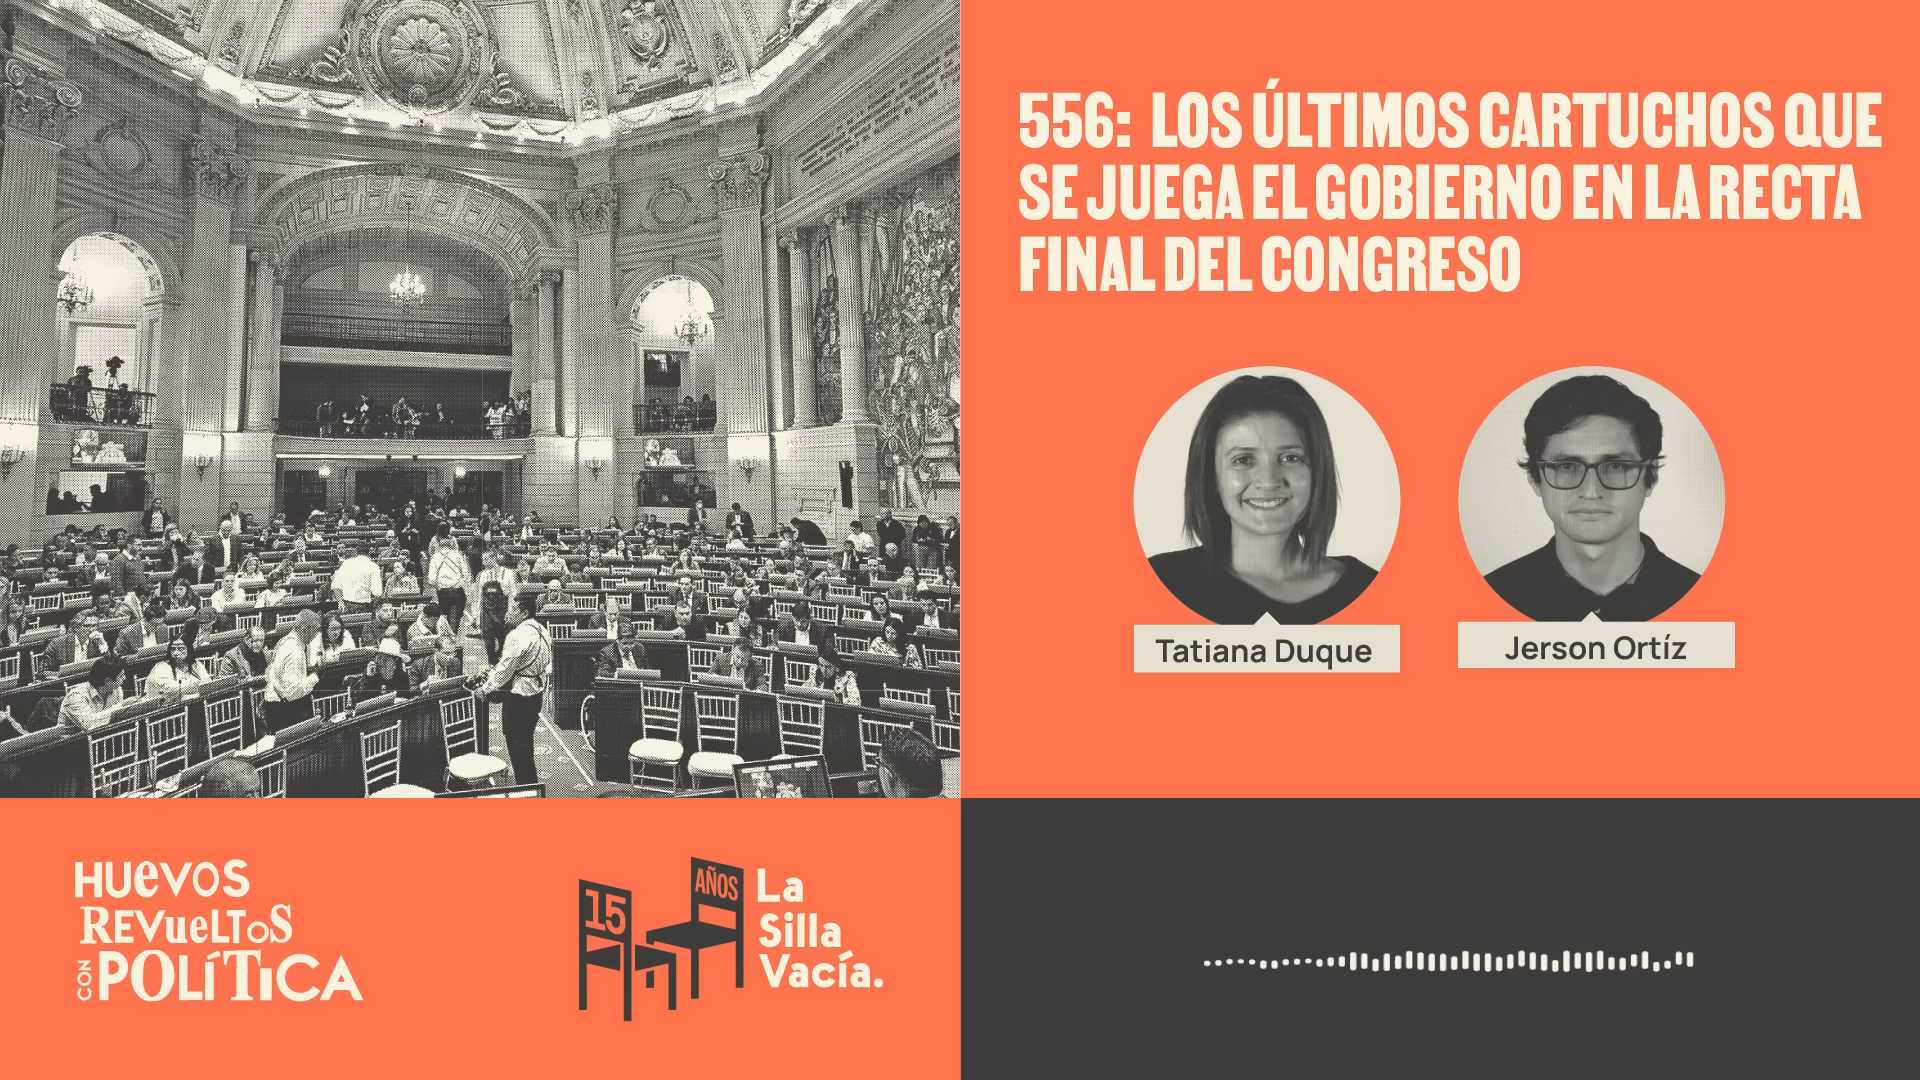 556: LOS ÚLTIMOS CARTUCHOS QUE
SE JUEGA EL GOBIERNO EN LA RECTA
FINAL DEL CONGRESO
Tatiana Duque
Jerson Ortíz
HUevos
REVueLToS
CON POLíTiCA
15 AÑOS
La
Silla
Vacía.